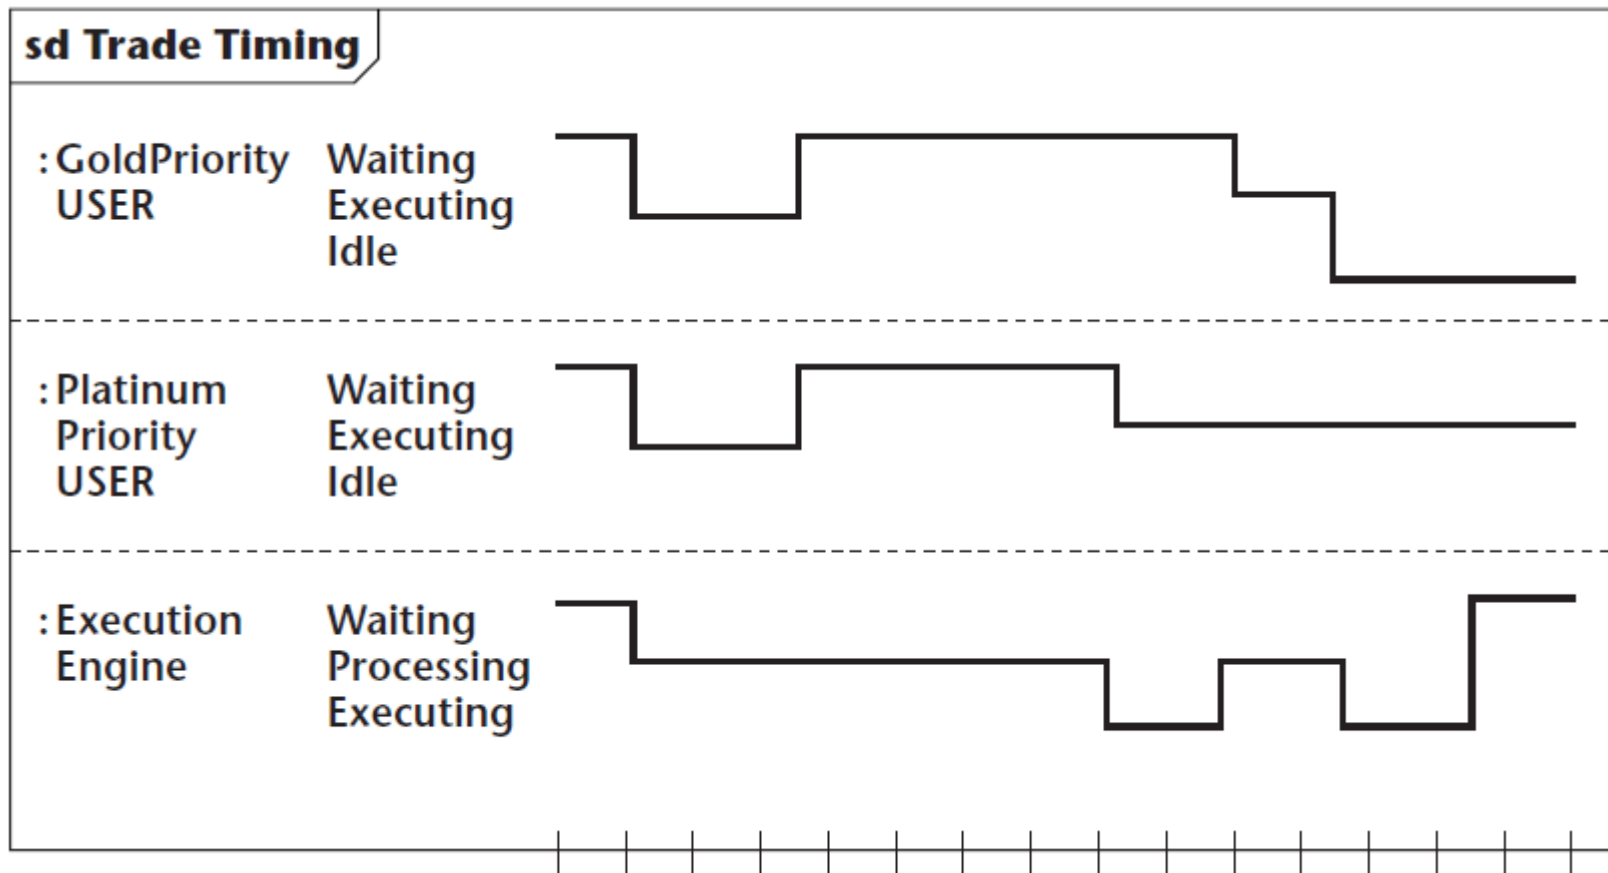 sd Trade Timing
:GoldPriority Waiting
USER Executing
Idle
:Platinum Waiting
Priority Executing
USER Idle
:Execution Waiting
Engine Processing
Executing